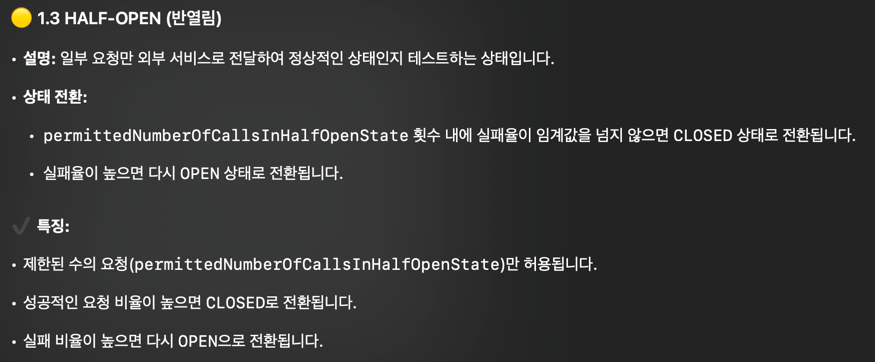 🟡 1.3 HALF-OPEN (반열림)
• 설명: 일부 요청만 외부 서비스로 전달하여 정상적인 상태인지 테스트하는 상태입니다.
• 상태 전환:
• permittedNumberOfCallsInHalfOpenState 횟수 내에 실패율이 임계값을 넘지 않으면 CLOSED 상태로 전환됩니다.
• 실패율이 높으면 다시 OPEN 상태로 전환됩니다.
✔ 특징:
• 제한된 수의 요청(permittedNumberOfCallsInHalfOpenState)만 허용됩니다.
• 성공적인 요청 비율이 높으면 CLOSED로 전환됩니다.
• 실패 비율이 높으면 다시 OPEN으로 전환됩니다.